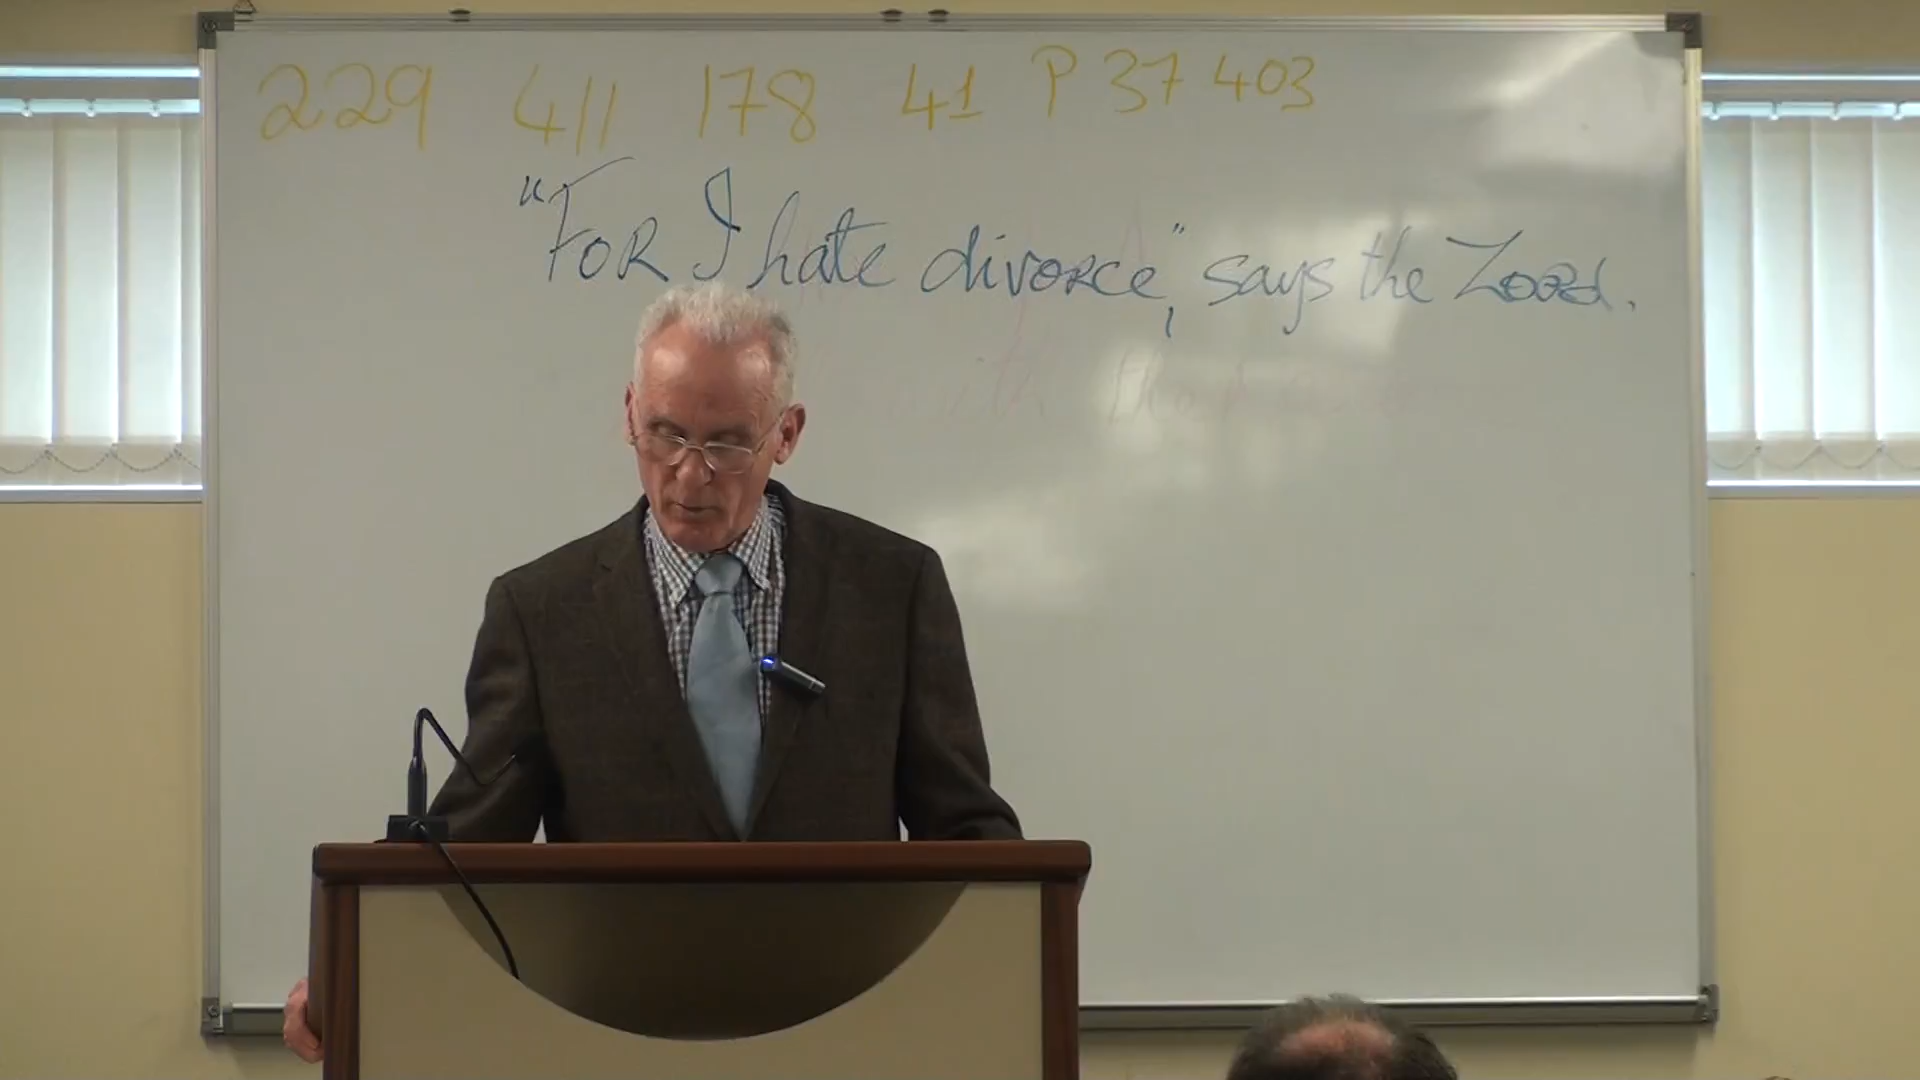 229 411 178 41 P 37 403
"FOR I hate divorce," says the Lord.